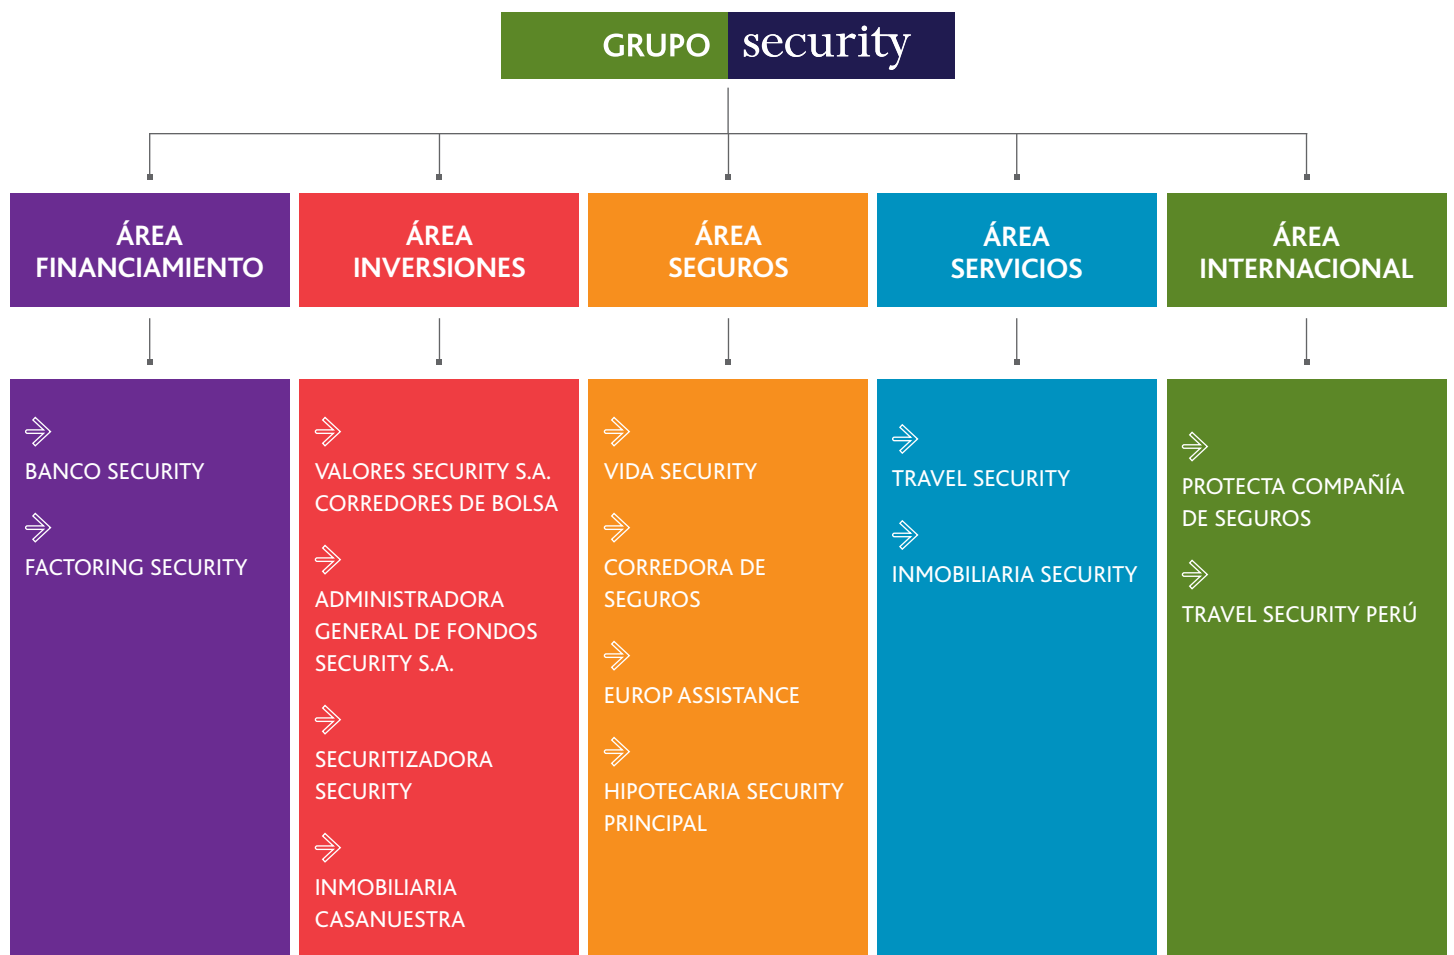 GRUPO security
ÁREA
FINANCIAMIENTO
ÁREA
INVERSIONES
ÁREA
SEGUROS
ÁREA
SERVICIOS
ÁREA
INTERNACIONAL
BANCO SECURITY
FACTORING SECURITY
VALORES SECURITY S.A.
CORREDORES DE BOLSA
ADMINISTRADORA
GENERAL DE FONDOS
SECURITY S.A.
SECURITIZADORA
SECURITY
INMOBILIARIA
CASANUESTRA
VIDA SECURITY
CORREDORA DE
SEGUROS
EUROP ASSISTANCE
HIPOTECARIA SECURITY
PRINCIPAL
TRAVEL SECURITY
INMOBILIARIA SECURITY
PROTECTA COMPAÑÍA
DE SEGUROS
TRAVEL SECURITY PERÚ